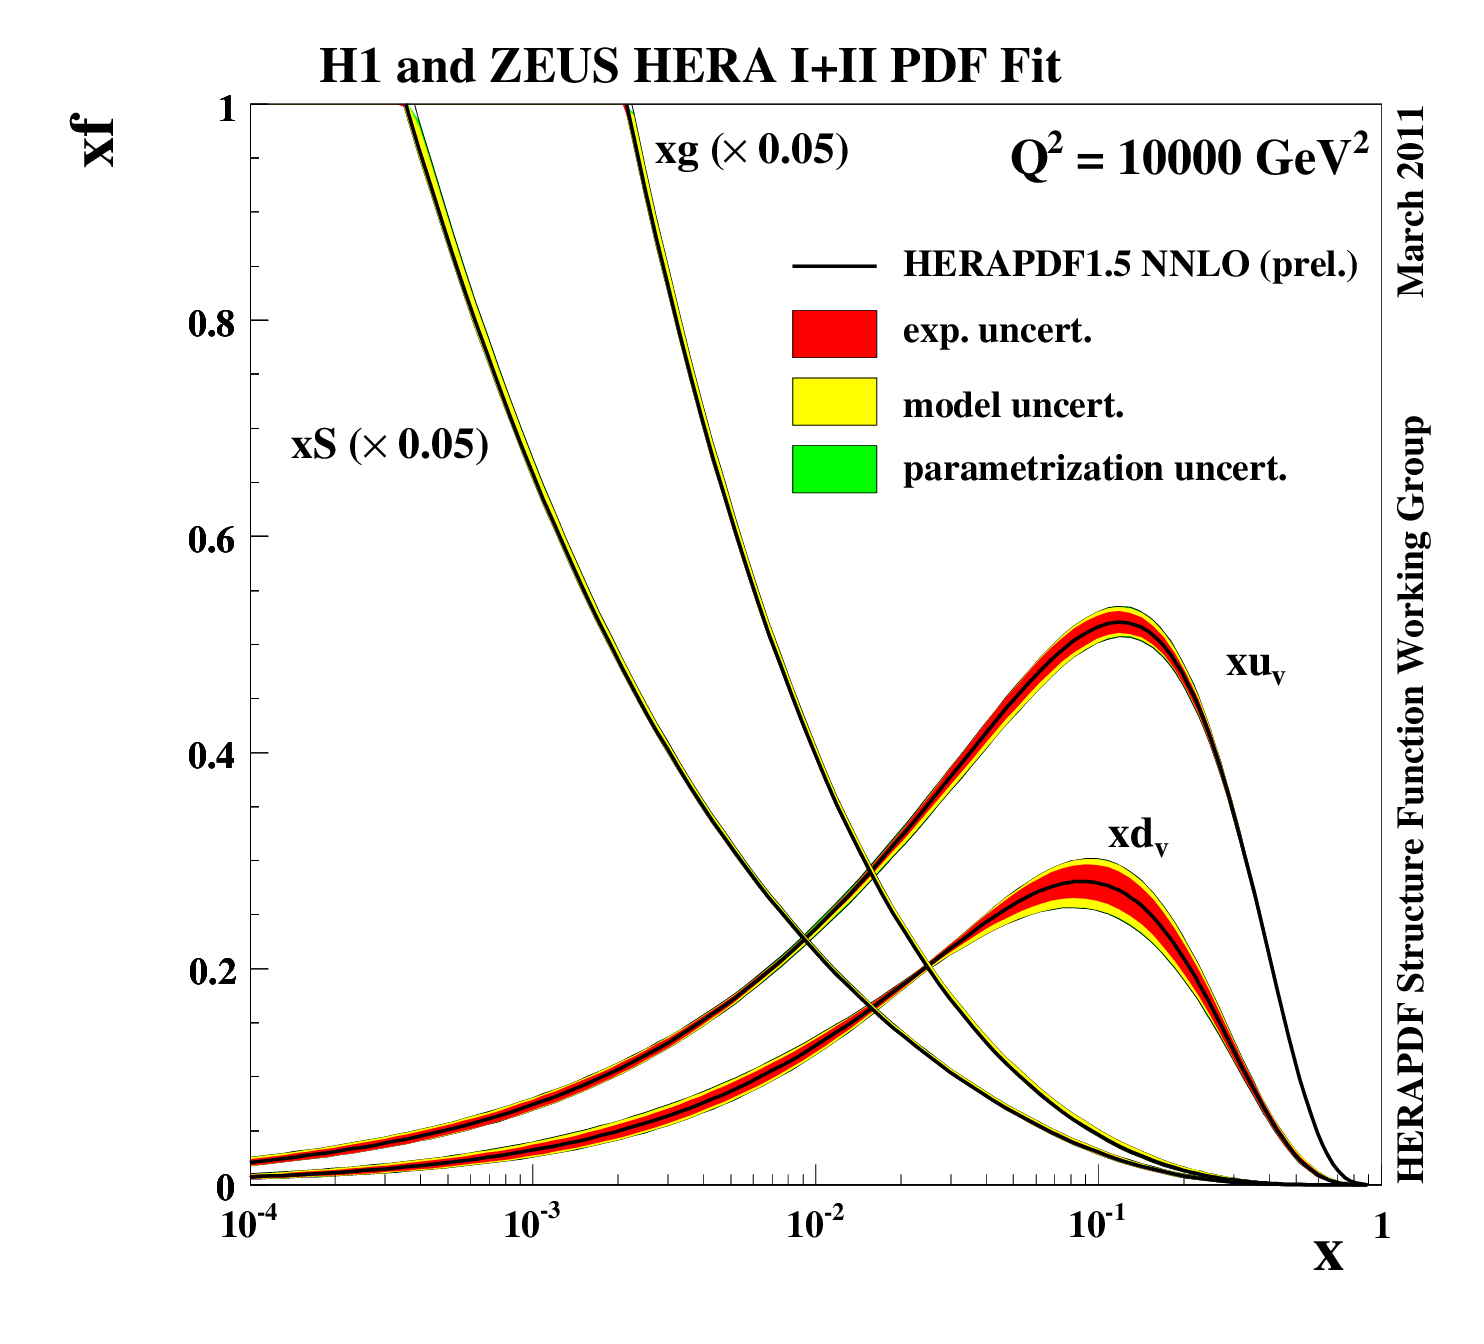 H1 and ZEUS HERA I+II PDF Fit
xf
1
0.8
0.6
0.4
0.2
0
xg (× 0.05)
Q² = 10000 GeV²
HERAPDF1.5 NNLO (prel.)
exp. uncert.
model uncert.
parametrization uncert.
xS (× 0.05)
xuᵥ
xdᵥ
10⁻⁴
10⁻³
10⁻²
10⁻¹
1
x
HERAPDF Structure Function Working Group March 2011